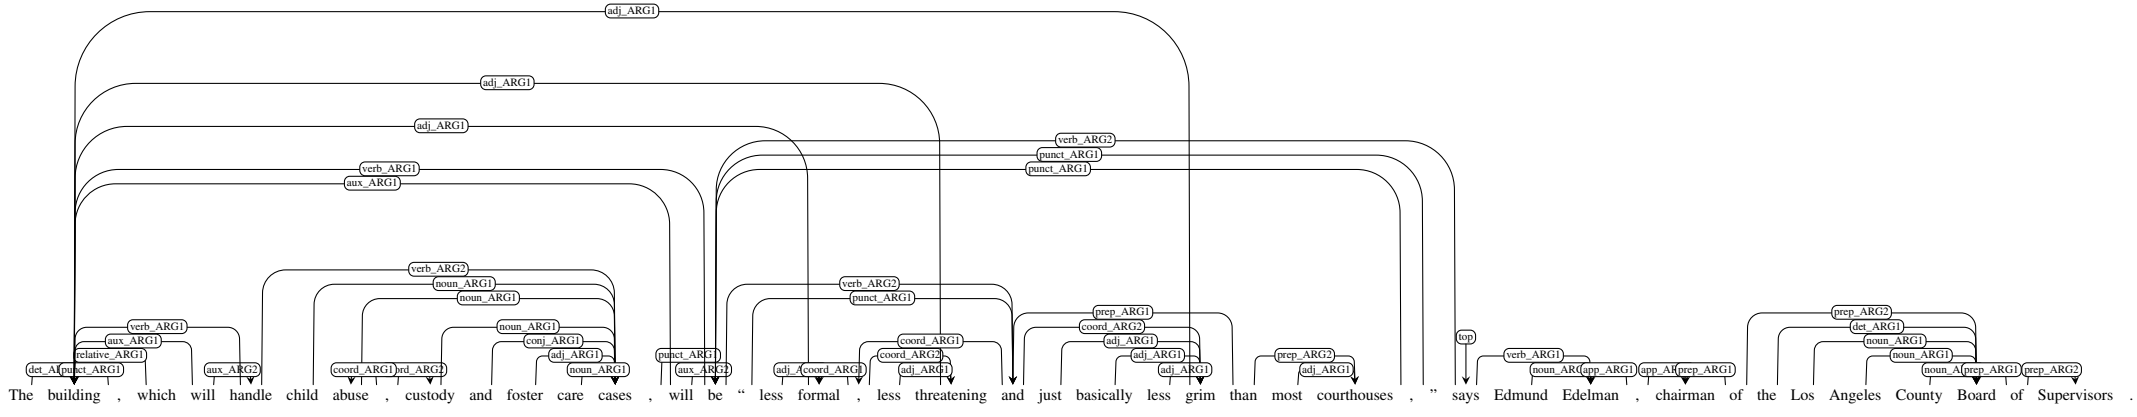 adj_ARG1
adj_ARG1
adj_ARG1
verb_ARG2
punct_ARG1
verb_ARG1 punct_ARG1
aux_ARG1
verb_ARG2
noun_ARG1 verb_ARG2
noun_ARG1 punct_ARG1
prep_ARG1 prep_ARG2
verb_ARG1 noun_ARG1 coord_ARG2 det_ARG1
top
aux_ARG1 conj_ARG1 coord_ARG1 adj_ARG1 noun_ARG1
relative_ARG1 adj_ARG1 punct_ARG1 coord_ARG2 adj_ARG1 prep_ARG2 verb_ARG1 noun_ARG1
punct_ARG1 aux_ARG2 coord_ARG1 noun_ARG1 aux_ARG2 coord_ARG1 adj_ARG1 adj_ARG1 adj_ARG1 app_ARG1 prep_ARG1 prep_ARG1 prep_ARG2
The building , which will handle child abuse , custody and foster care cases , will be “ less formal , less threatening and just basically less grim than most courthouses , ” says Edmund Edelman , chairman of the Los Angeles County Board of Supervisors .